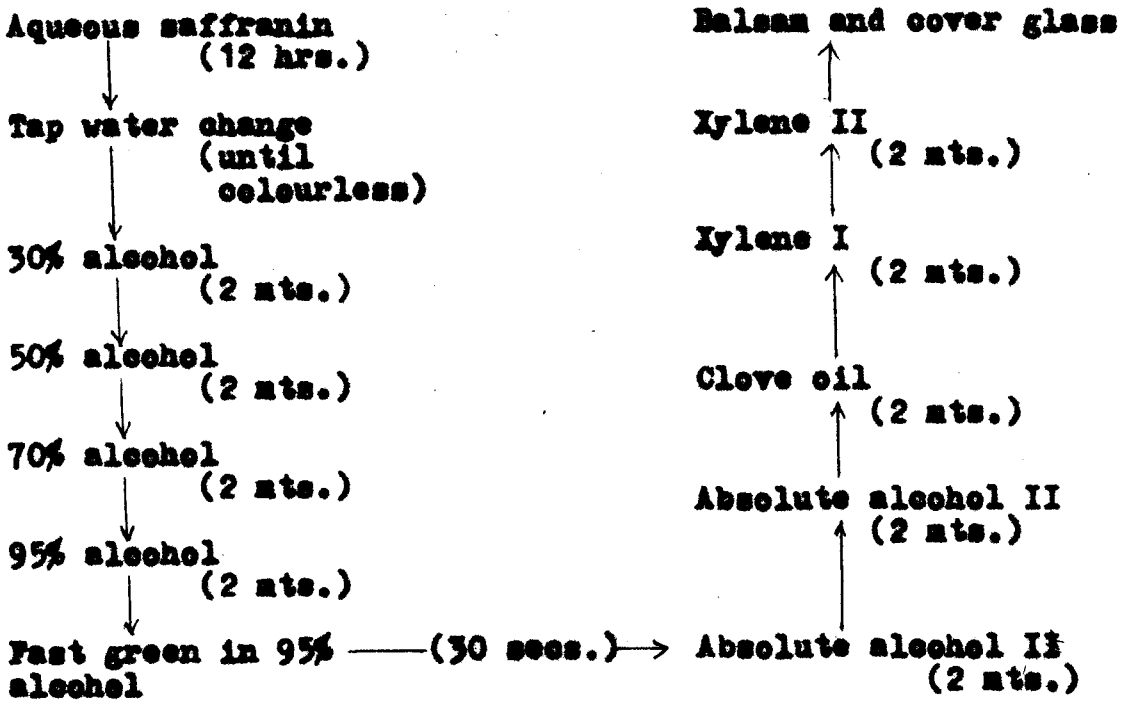 Aqueous saffranin
(12 hrs.)
Tap water change
(until
colourless)
30% alcohol
(2 mts.)
50% alcohol
(2 mts.)
70% alcohol
(2 mts.)
95% alcohol
(2 mts.)
Fast green in 95%
alcohol
(30 secs.)
Balsam and cover glass
Xylene II
(2 mts.)
Xylene I
(2 mts.)
Clove oil
(2 mts.)
Absolute alcohol II
(2 mts.)
Absolute alcohol I
(2 mts.)